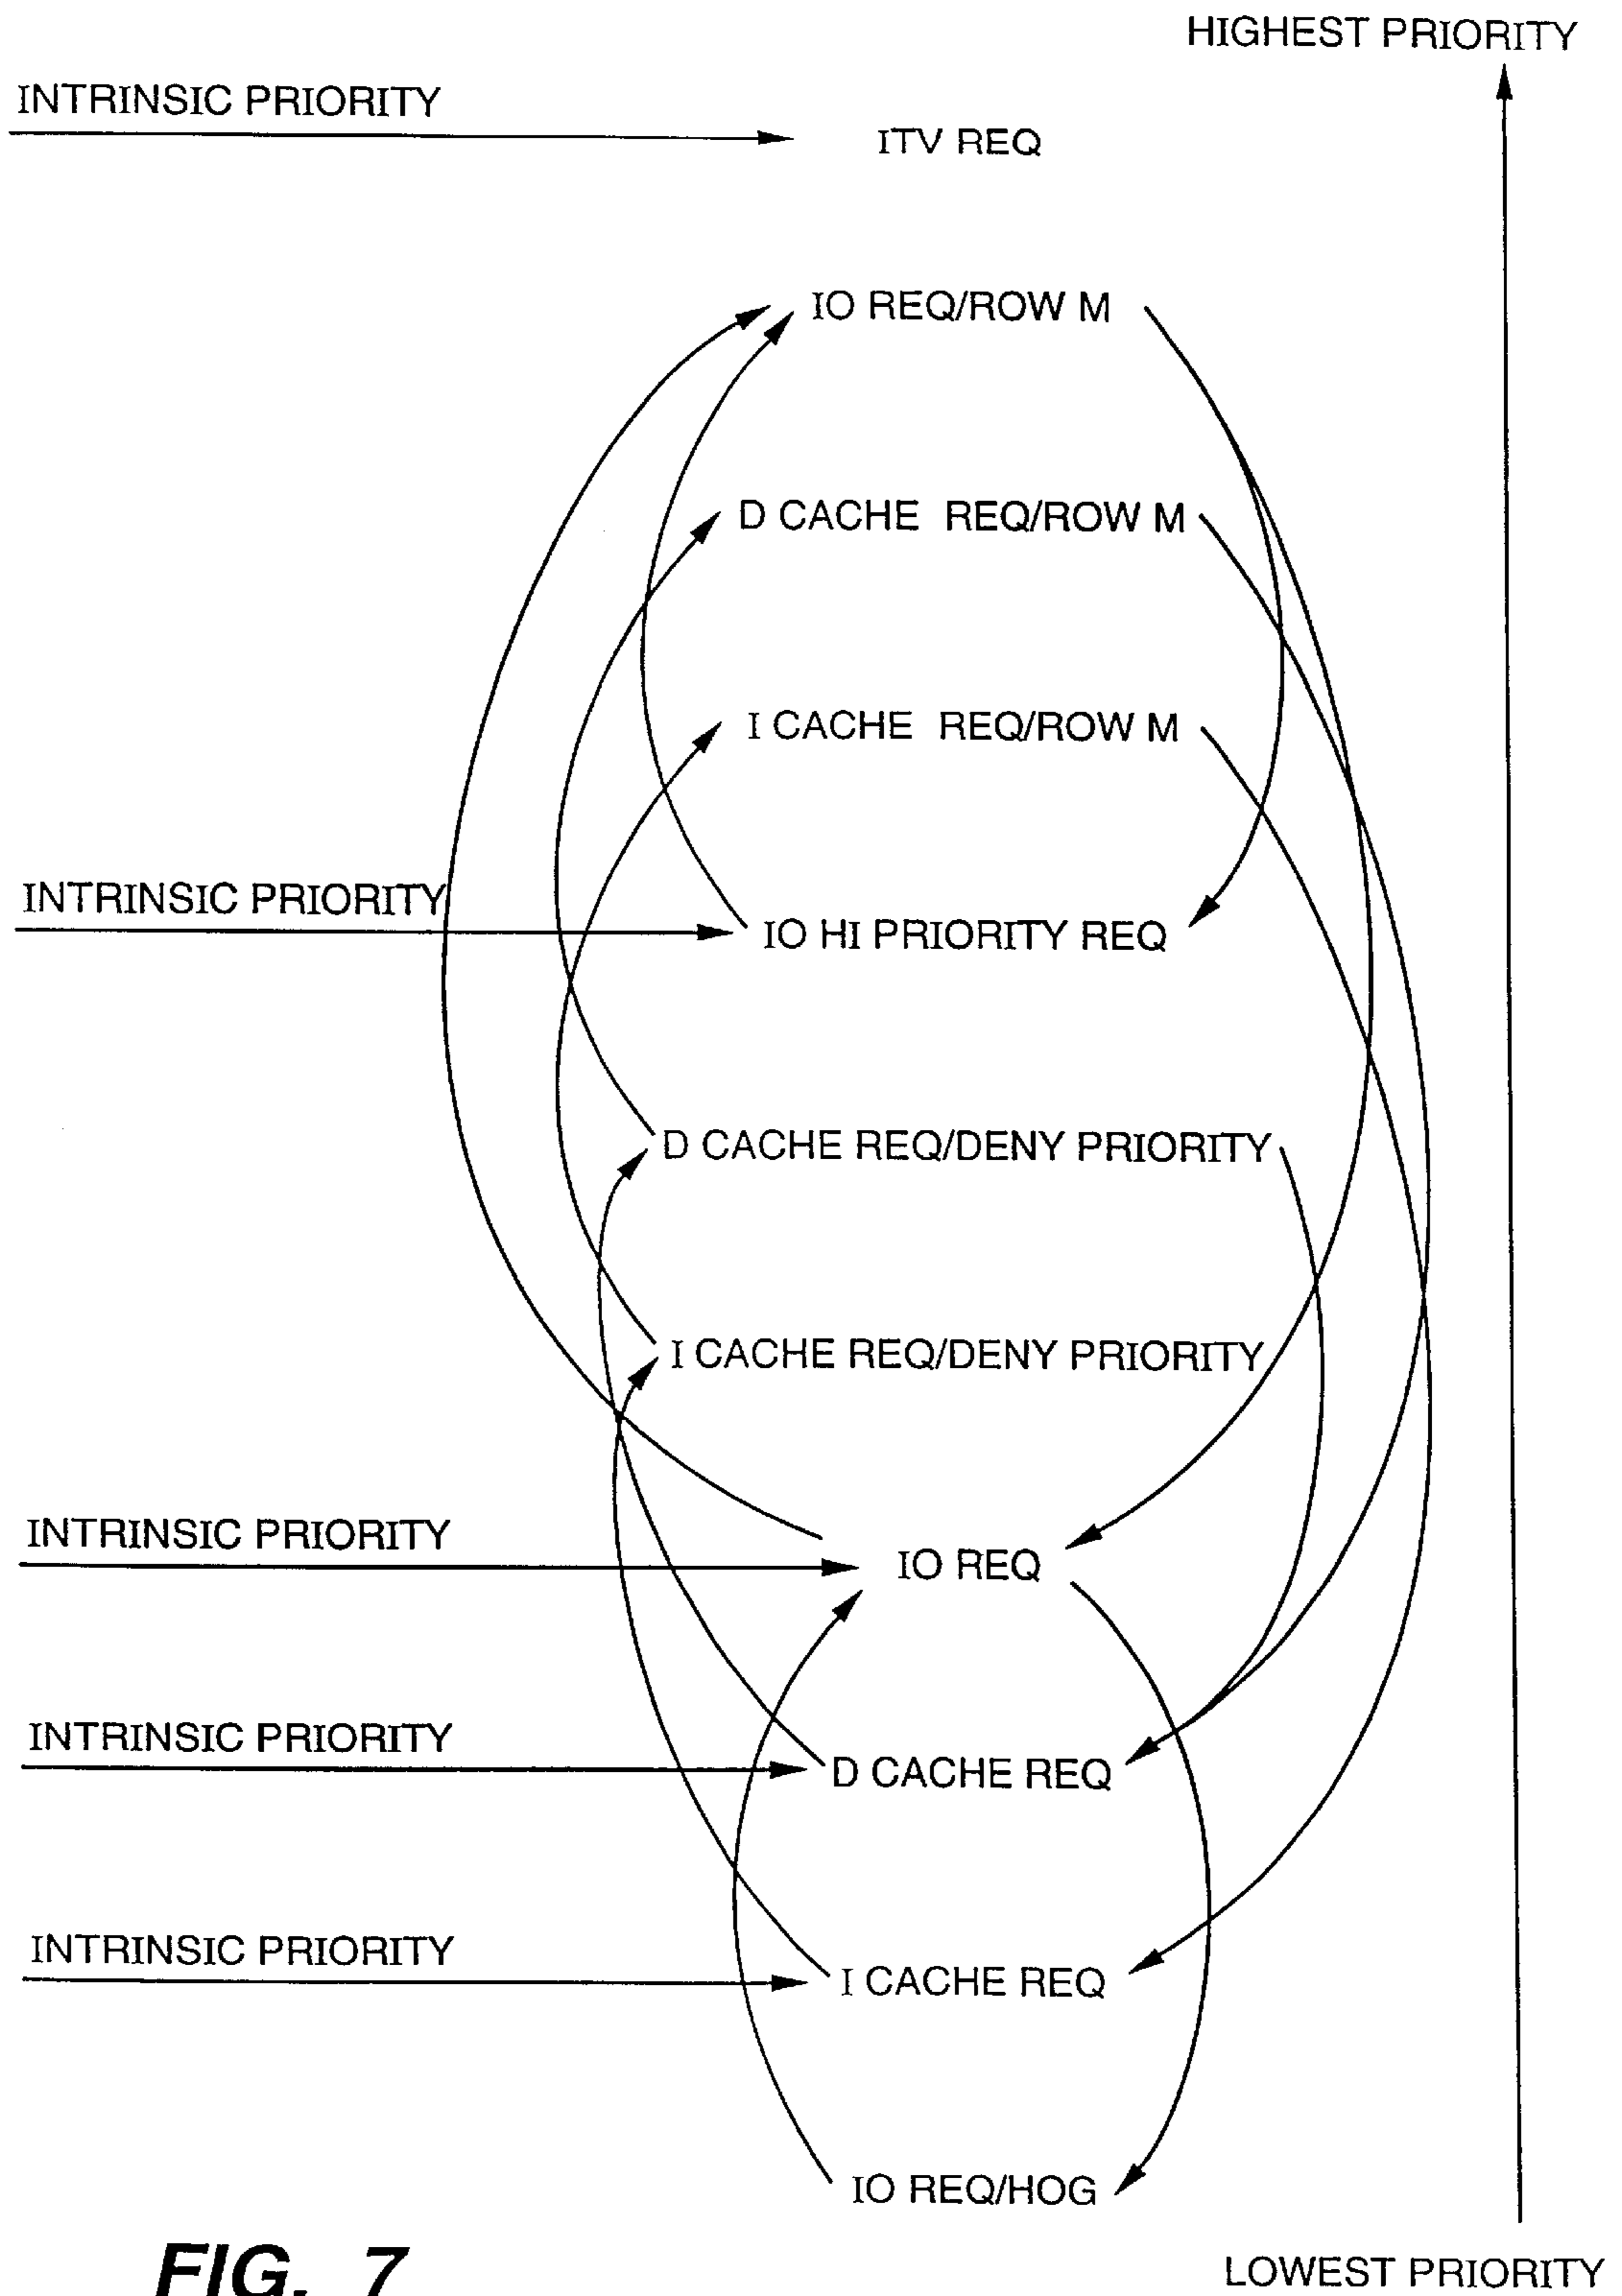 HIGHEST PRIORITY
INTRINSIC PRIORITY
ITV REQ
IO REQ/ROW M
D CACHE REQ/ROW M
I CACHE REQ/ROW M
INTRINSIC PRIORITY
IO HI PRIORITY REQ
D CACHE REQ/DENY PRIORITY
I CACHE REQ/DENY PRIORITY
INTRINSIC PRIORITY
IO REQ
INTRINSIC PRIORITY
D CACHE REQ
INTRINSIC PRIORITY
I CACHE REQ
IO REQ/HOG
FIG. 7
LOWEST PRIORITY